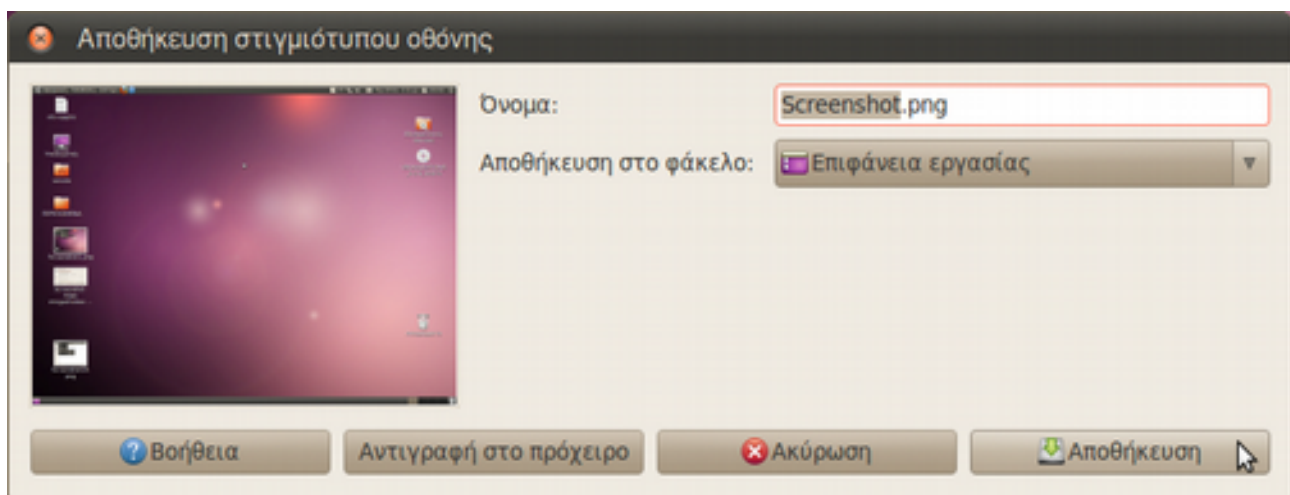 Αποθήκευση στιγμιότυπου οθόνης
Όνομα: Screenshot.png
Αποθήκευση στο φάκελο: Επιφάνεια εργασίας
Βοήθεια Αντιγραφή στο πρόχειρο Ακύρωση Αποθήκευση